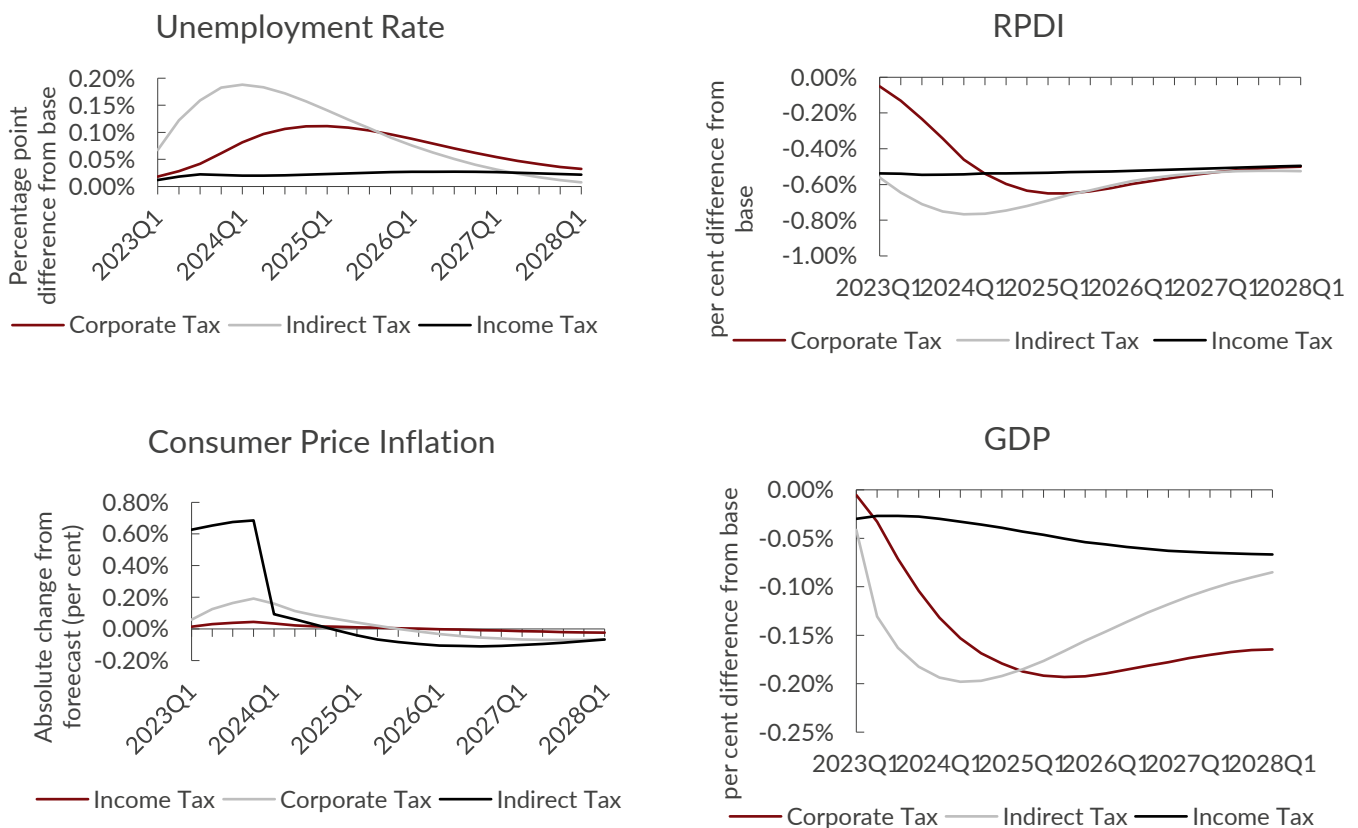 Unemployment Rate
Percentage point
difference from base
0.20%
0.15%
0.10%
0.05%
0.00%
2023Q1
2024Q1
2025Q1
2026Q1
2027Q1
2028Q1
Corporate Tax
Indirect Tax
Income Tax
RPDI
per cent difference from
base
0.00%
-0.20%
-0.40%
-0.60%
-0.80%
-1.00%
2023Q1 2024Q1 2025Q1 2026Q1 2027Q1 2028Q1
Corporate Tax
Indirect Tax
Income Tax
Consumer Price Inflation
Absolute change from
foreecast (per cent)
0.80%
0.60%
0.40%
0.20%
0.00%
-0.20%
2023Q1
2024Q1
2025Q1
2026Q1
2027Q1
2028Q1
Income Tax
Corporate Tax
Indirect Tax
GDP
per cent difference from base
0.00%
-0.05%
-0.10%
-0.15%
-0.20%
-0.25%
2023Q1 2024Q1 2025Q1 2026Q1 2027Q1 2028Q1
Corporate Tax
Indirect Tax
Income Tax